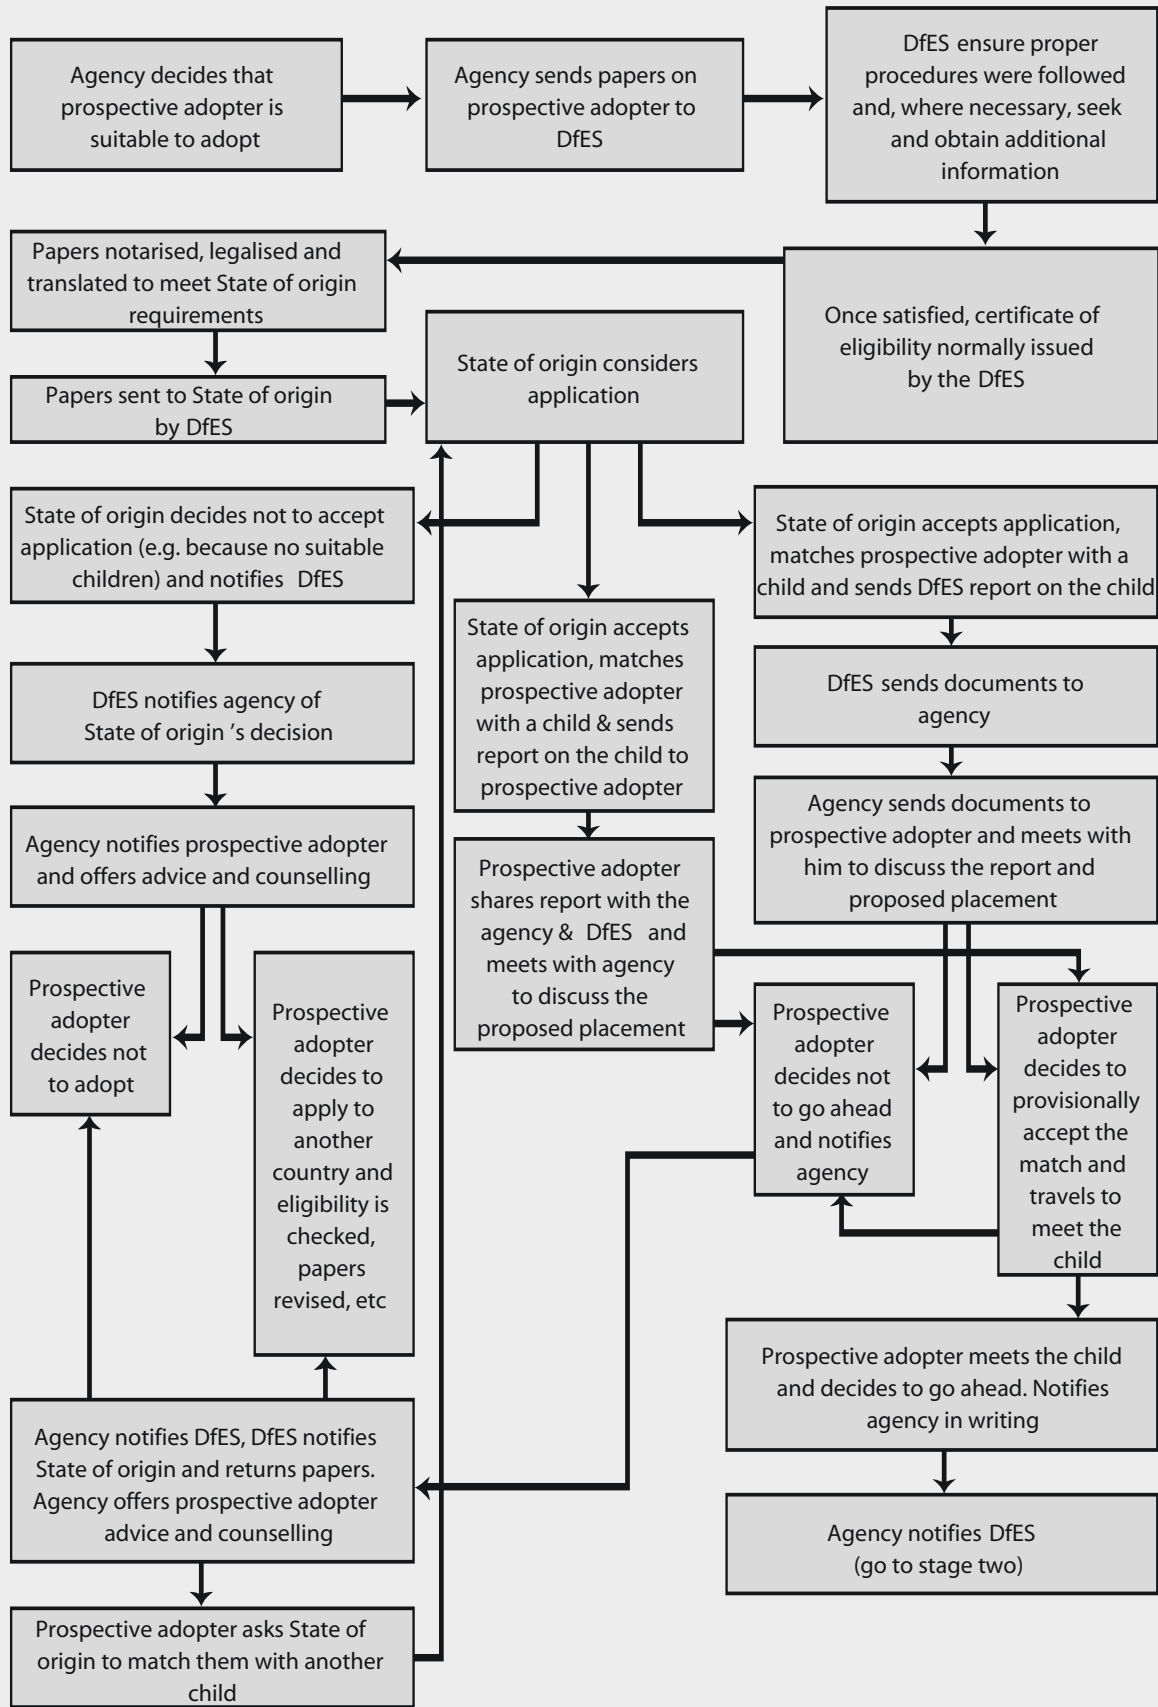 Agency decides that
prospective adopter is
suitable to adopt
Agency sends papers on
prospective adopter to
DfES
DfES ensure proper
procedures were followed
and, where necessary, seek
and obtain additional
information
Papers notarised, legalised and
translated to meet State of origin
requirements
Once satisfied, certificate of
eligibility normally issued
by the DfES
Papers sent to State of origin
by DfES
State of origin considers
application
State of origin decides not to accept
application (e.g. because no suitable
children) and notifies DfES
State of origin accepts
application, matches
prospective adopter
with a child & sends
report on the child to
prospective adopter
State of origin accepts application,
matches prospective adopter with a
child and sends DfES report on the child
DfES notifies agency of
State of origin 's decision
DfES sends documents to
agency
Agency notifies prospective adopter
and offers advice and counselling
Prospective adopter
shares report with the
agency & DfES and
meets with agency
to discuss the
proposed placement
Agency sends documents to
prospective adopter and meets with
him to discuss the report and
proposed placement
Prospective
adopter
decides not
to adopt
Prospective
adopter
decides to
apply to
another
country and
eligibility is
checked,
papers
revised, etc
Prospective
adopter
decides not
to go ahead
and notifies
agency
Prospective
adopter
decides to
provisionally
accept the
match and
travels to
meet the
child
Prospective adopter meets the child
and decides to go ahead. Notifies
agency in writing
Agency notifies DfES, DfES notifies
State of origin and returns papers.
Agency offers prospective adopter
advice and counselling
Agency notifies DfES
(go to stage two)
Prospective adopter asks State of
origin to match them with another
child